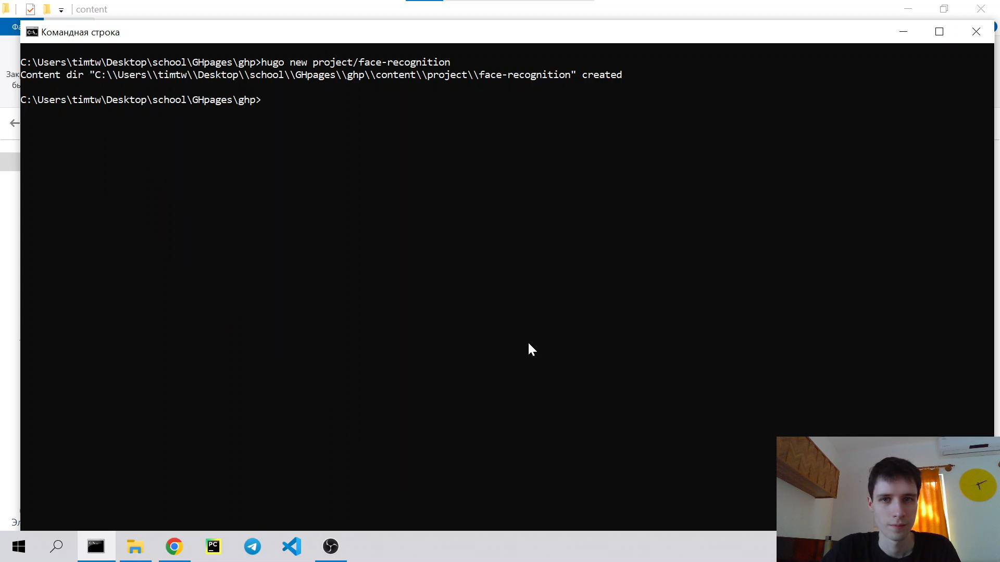 content
Фа
Командная строка
C:\Users\timtw\Desktop\school\GHpages\ghp>hugo new project/face-recognition
Зак
Content dir "C:\\Users\\timtw\\Desktop\\school\\GHpages\\ghp\\content\\project\\face-recognition" created
бы
C:\Users\timtw\Desktop\school\GHpages\ghp>
Эл
PC